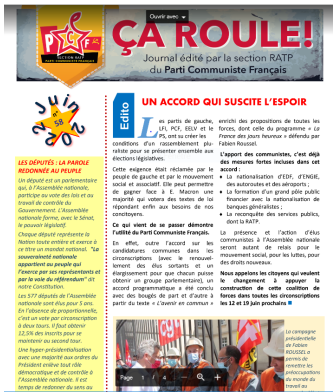 Ouvrir avec
PCF
SECTION RATP
PARTI COMMUNISTE FRANÇAIS
ÇA ROULE!
Journal édité par la section RATP
du Parti Communiste Français
Juin
n° 58
LES DÉPUTÉS : LA PAROLE
REDONNÉE AU PEUPLE
Un député est un parlementaire
qui, à l'Assemblée nationale,
participe au vote des lois et au
travail de contrôle du
Gouvernement. L'Assemblée
nationale forme, avec le Sénat,
le pouvoir législatif.
Chaque député représente la
Nation toute entière et exerce à
ce titre un mandat national. "La
souveraineté nationale
appartient au peuple qui
l'exerce par ses représentants et
par la voie du référendum" dit
notre Constitution.
Les 577 députés de l'Assemblée
nationale sont élus pour 5 ans.
En l'absence de proportionnelle,
c'est un vote par circonscription
à deux tours. Il faut obtenir
12,5% des inscrits pour se
maintenir au second tour.
Une hyper-présidentialisation
avec une majorité aux ordres du
Président enlève tout rôle
démocratique et de contrôle à
l'Assemblée nationale. Il est
temps de redonner du sens au
Edito
UN ACCORD QUI SUSCITE L'ESPOIR
Les partis de gauche,
LFI, PCF, EELV et le
PS, ont su créer les
conditions d'un rassemblement plu-
raliste pour se présenter ensemble aux
élections législatives.
Cette exigence était réclamée par le
peuple de gauche et par le mouvement
social et associatif. Elle peut permettre
de gagner face à E. Macron une
majorité qui votera des textes de loi
répondant enfin aux besoins de nos
concitoyens.
Ce qui vient de se passer démontre
l'utilité du Parti Communiste Français.
En effet, outre l'accord sur les
candidatures communes dans les
circonscriptions (avec le renouvel-
lement des élus sortants et un
élargissement pour que chacun puisse
obtenir un groupe parlementaire), un
accord programmatique a été conclu
avec des bougés de part et d'autre à
partir du texte « L'avenir en commun »
enrichi des propositions de toutes les
forces, dont celle du programme « La
France des jours heureux » défendu par
Fabien Roussel.
L'apport des communistes, c'est déjà
des mesures fortes incluses dans cet
accord :
La nationalisation d'EDF, d'ENGIE,
des autoroutes et des aéroports ;
La formation d'un grand pôle public
financier avec la nationalisation de
banques généralistes ;
La reconquête des services publics,
dont la RATP.
La présence et l'action d'élus
communistes à l'Assemblée nationale
seront autant de relais pour le
mouvement social, pour les luttes, pour
des droits nouveaux.
Nous appelons les citoyens qui veulent
le changement à appuyer la
construction de cette coalition de
forces dans toutes les circonscriptions
les 12 et 19 juin prochains
La campagne
présidentielle
de Fabien
ROUSSEL a
permis de
remettre les
préoccupations
du monde du
travail au
Page 1 / 4